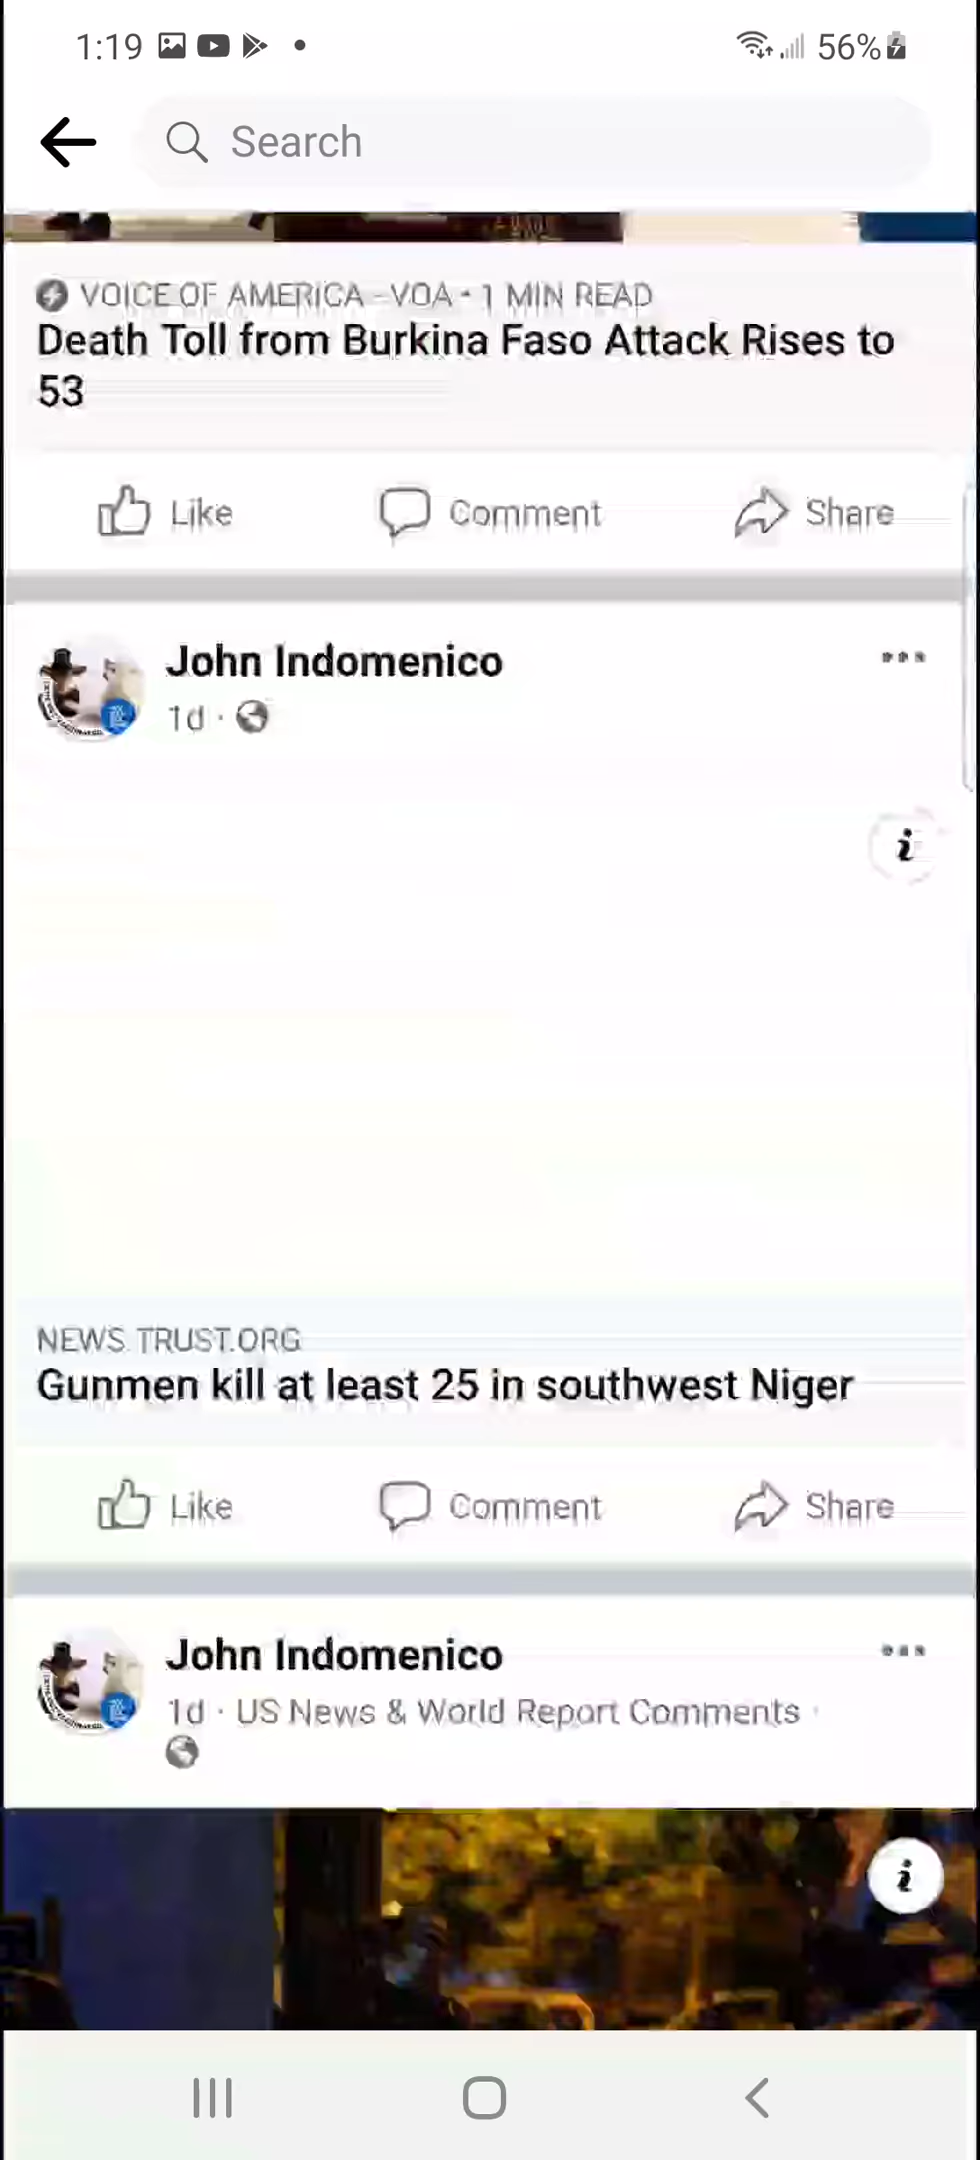 1:19 56%
Search
VOICE OF AMERICA - VOA • 1 MIN READ
Death Toll from Burkina Faso Attack Rises to
53
Like Comment Share
John Indomenico
1d ·
i
NEWS.TRUST.ORG
Gunmen kill at least 25 in southwest Niger
Like Comment Share
John Indomenico
1d · US News & World Report Comments ·
i